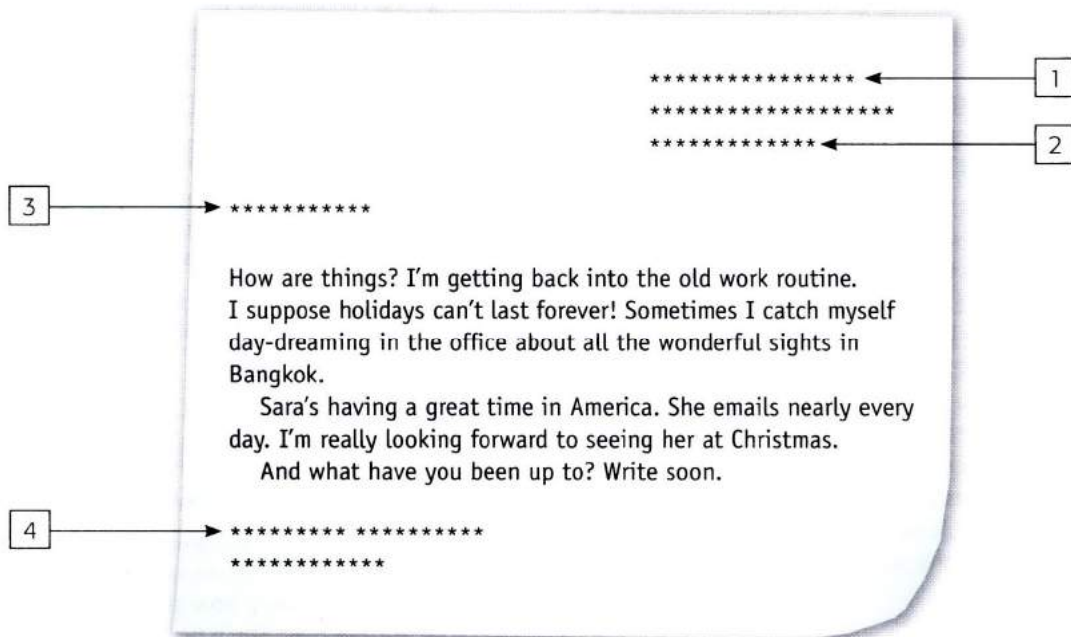 **************** 1
*******************
************* 2
3 ***********
How are things? I'm getting back into the old work routine.
I suppose holidays can't last forever! Sometimes I catch myself
day-dreaming in the office about all the wonderful sights in
Bangkok.
Sara's having a great time in America. She emails nearly every
day. I'm really looking forward to seeing her at Christmas.
And what have you been up to? Write soon.
4 ********* **********
************